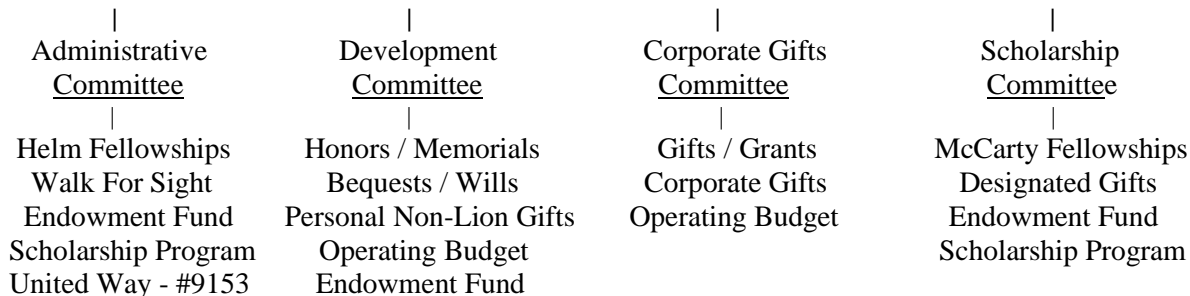 Administrative Development Corporate Gifts Scholarship
Committee Committee Committee Committee
Helm Fellowships Honors / Memorials Gifts / Grants McCarty Fellowships
Walk For Sight Bequests / Wills Corporate Gifts Designated Gifts
Endowment Fund Personal Non-Lion Gifts Operating Budget Endowment Fund
Scholarship Program Operating Budget Scholarship Program
United Way - #9153 Endowment Fund